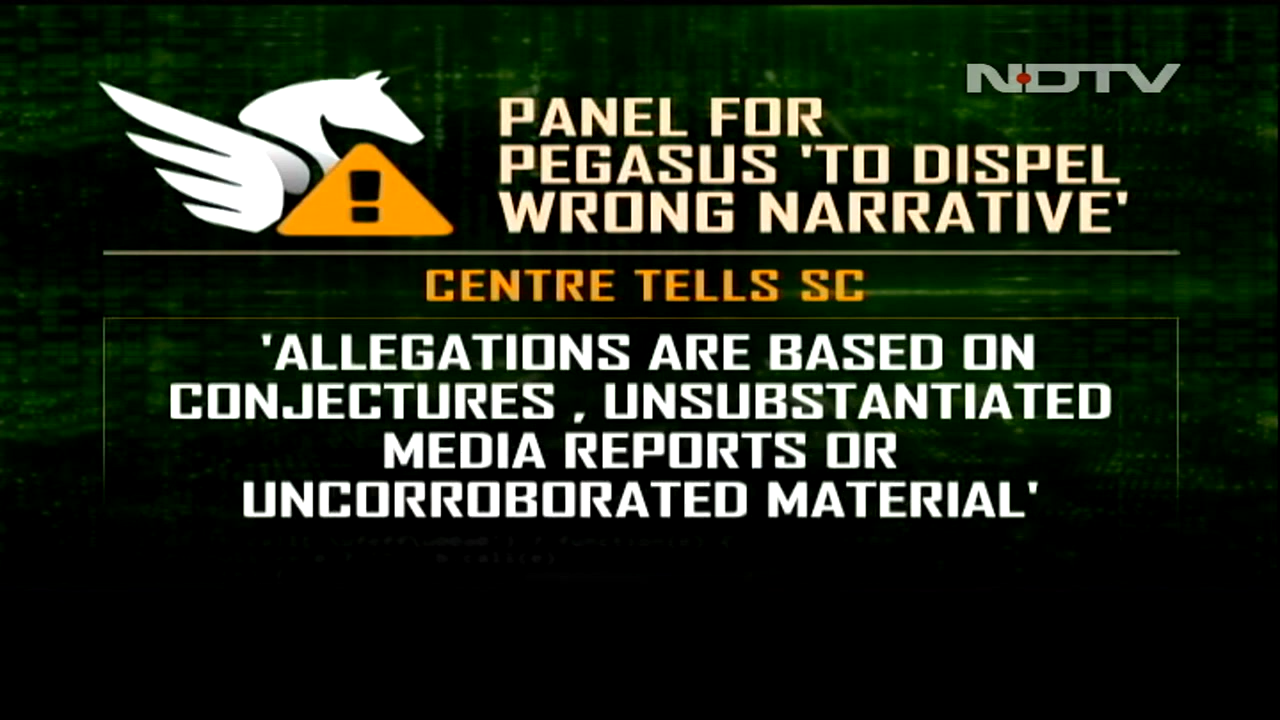 NDTV
PANEL FOR
PEGASUS 'TO DISPEL
WRONG NARRATIVE'
CENTRE TELLS SC
'ALLEGATIONS ARE BASED ON
CONJECTURES , UNSUBSTANTIATED
MEDIA REPORTS OR
UNCORROBORATED MATERIAL'